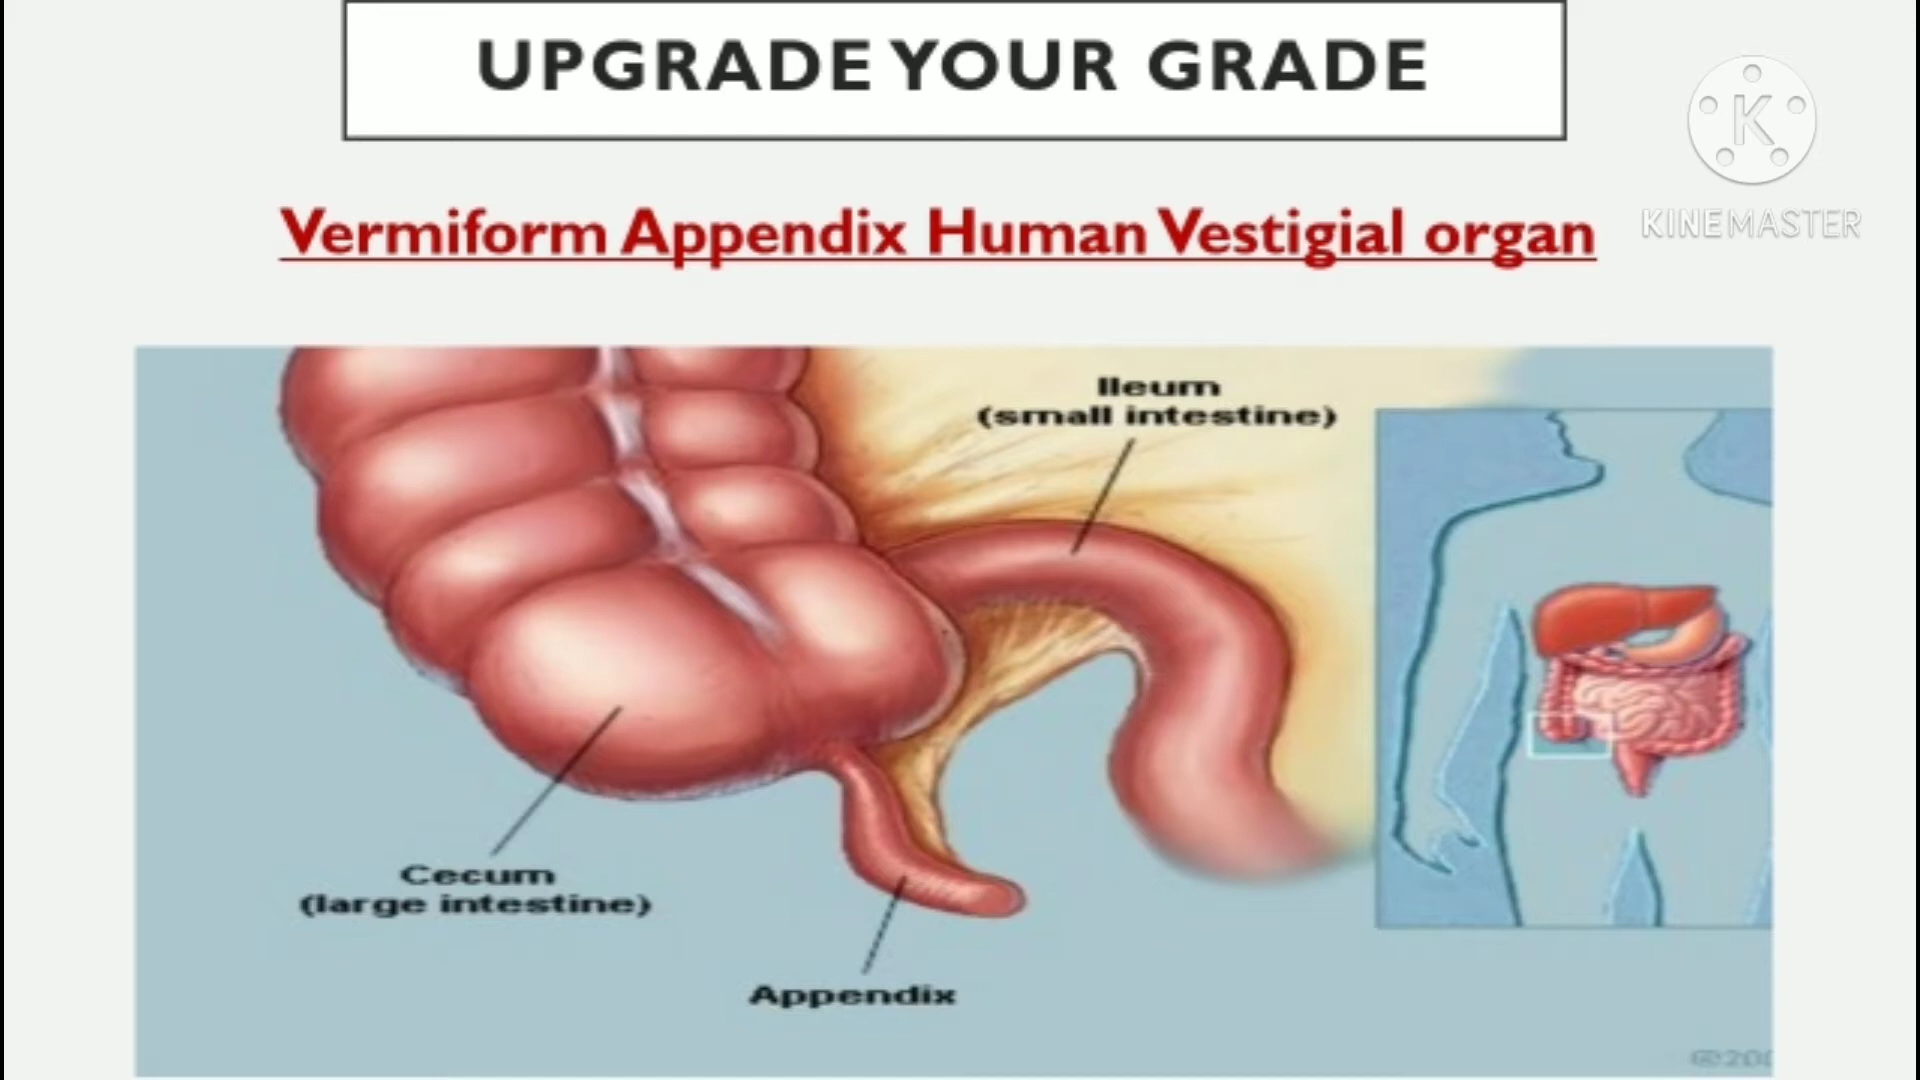 UPGRADE YOUR GRADE
K
KINEMASTER
Vermiform Appendix Human Vestigial organ
Ileum
(small intestine)
Cecum
(large intestine)
Appendix